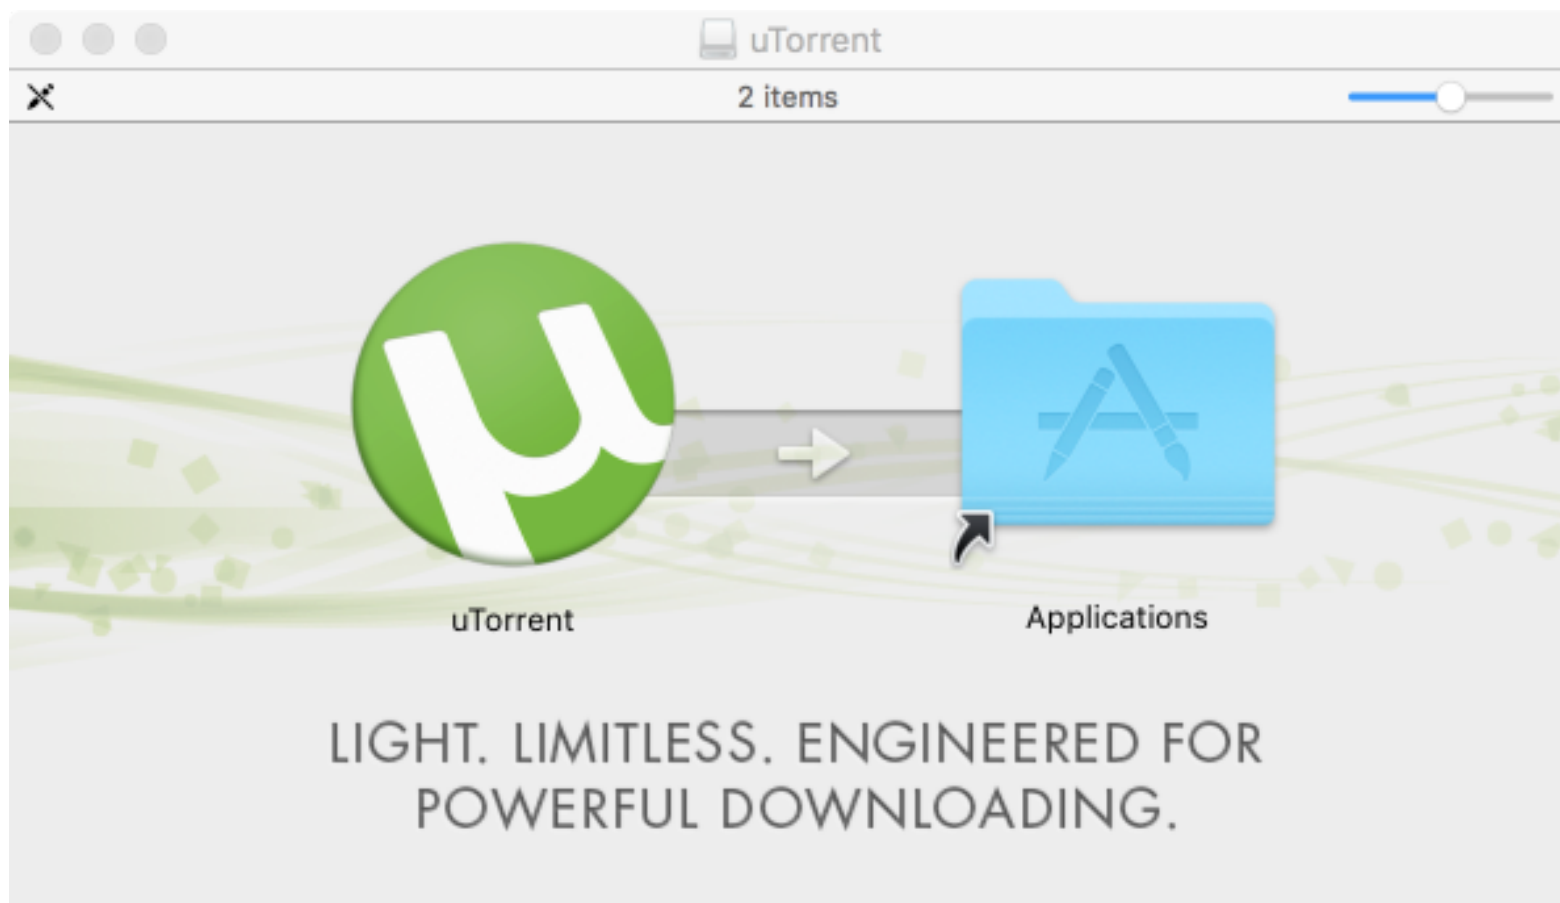 uTorrent
2 items
uTorrent
Applications
LIGHT. LIMITLESS. ENGINEERED FOR
POWERFUL DOWNLOADING.